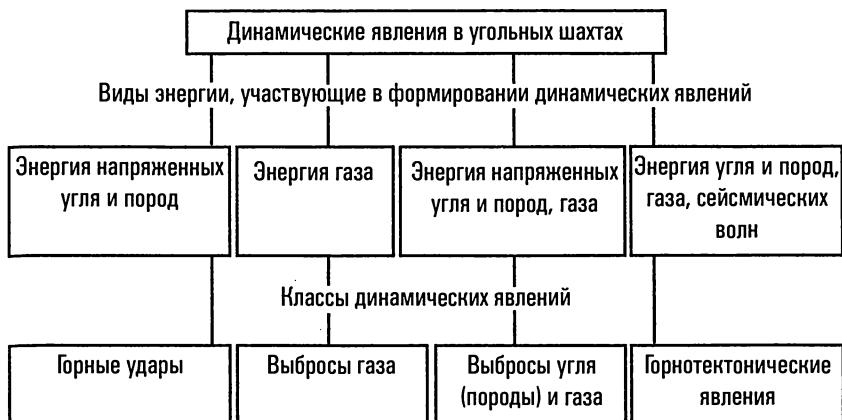 Динамические явления в угольных шахтах
Виды энергии, участвующие в формировании динамических явлений
Энергия напряженных
угля и пород
Энергия газа
Энергия напряженных
угля и пород, газа
Энергия угля и пород,
газа, сейсмических
волн
Классы динамических явлений
Горные удары
Выбросы газа
Выбросы угля
(породы) и газа
Горнотектонические
явления